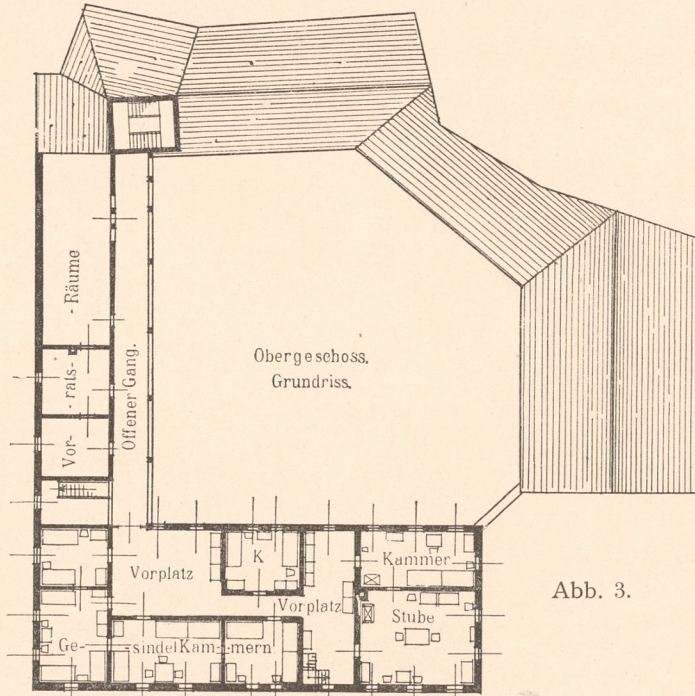 Vor- - rats- - Räume
Offener Gang.
Obergeschoss.
Grundriss.
K
Kammer
Vorplatz
Vorplatz
Stube
Ge- -sindel Kam- -mern
Abb. 3.